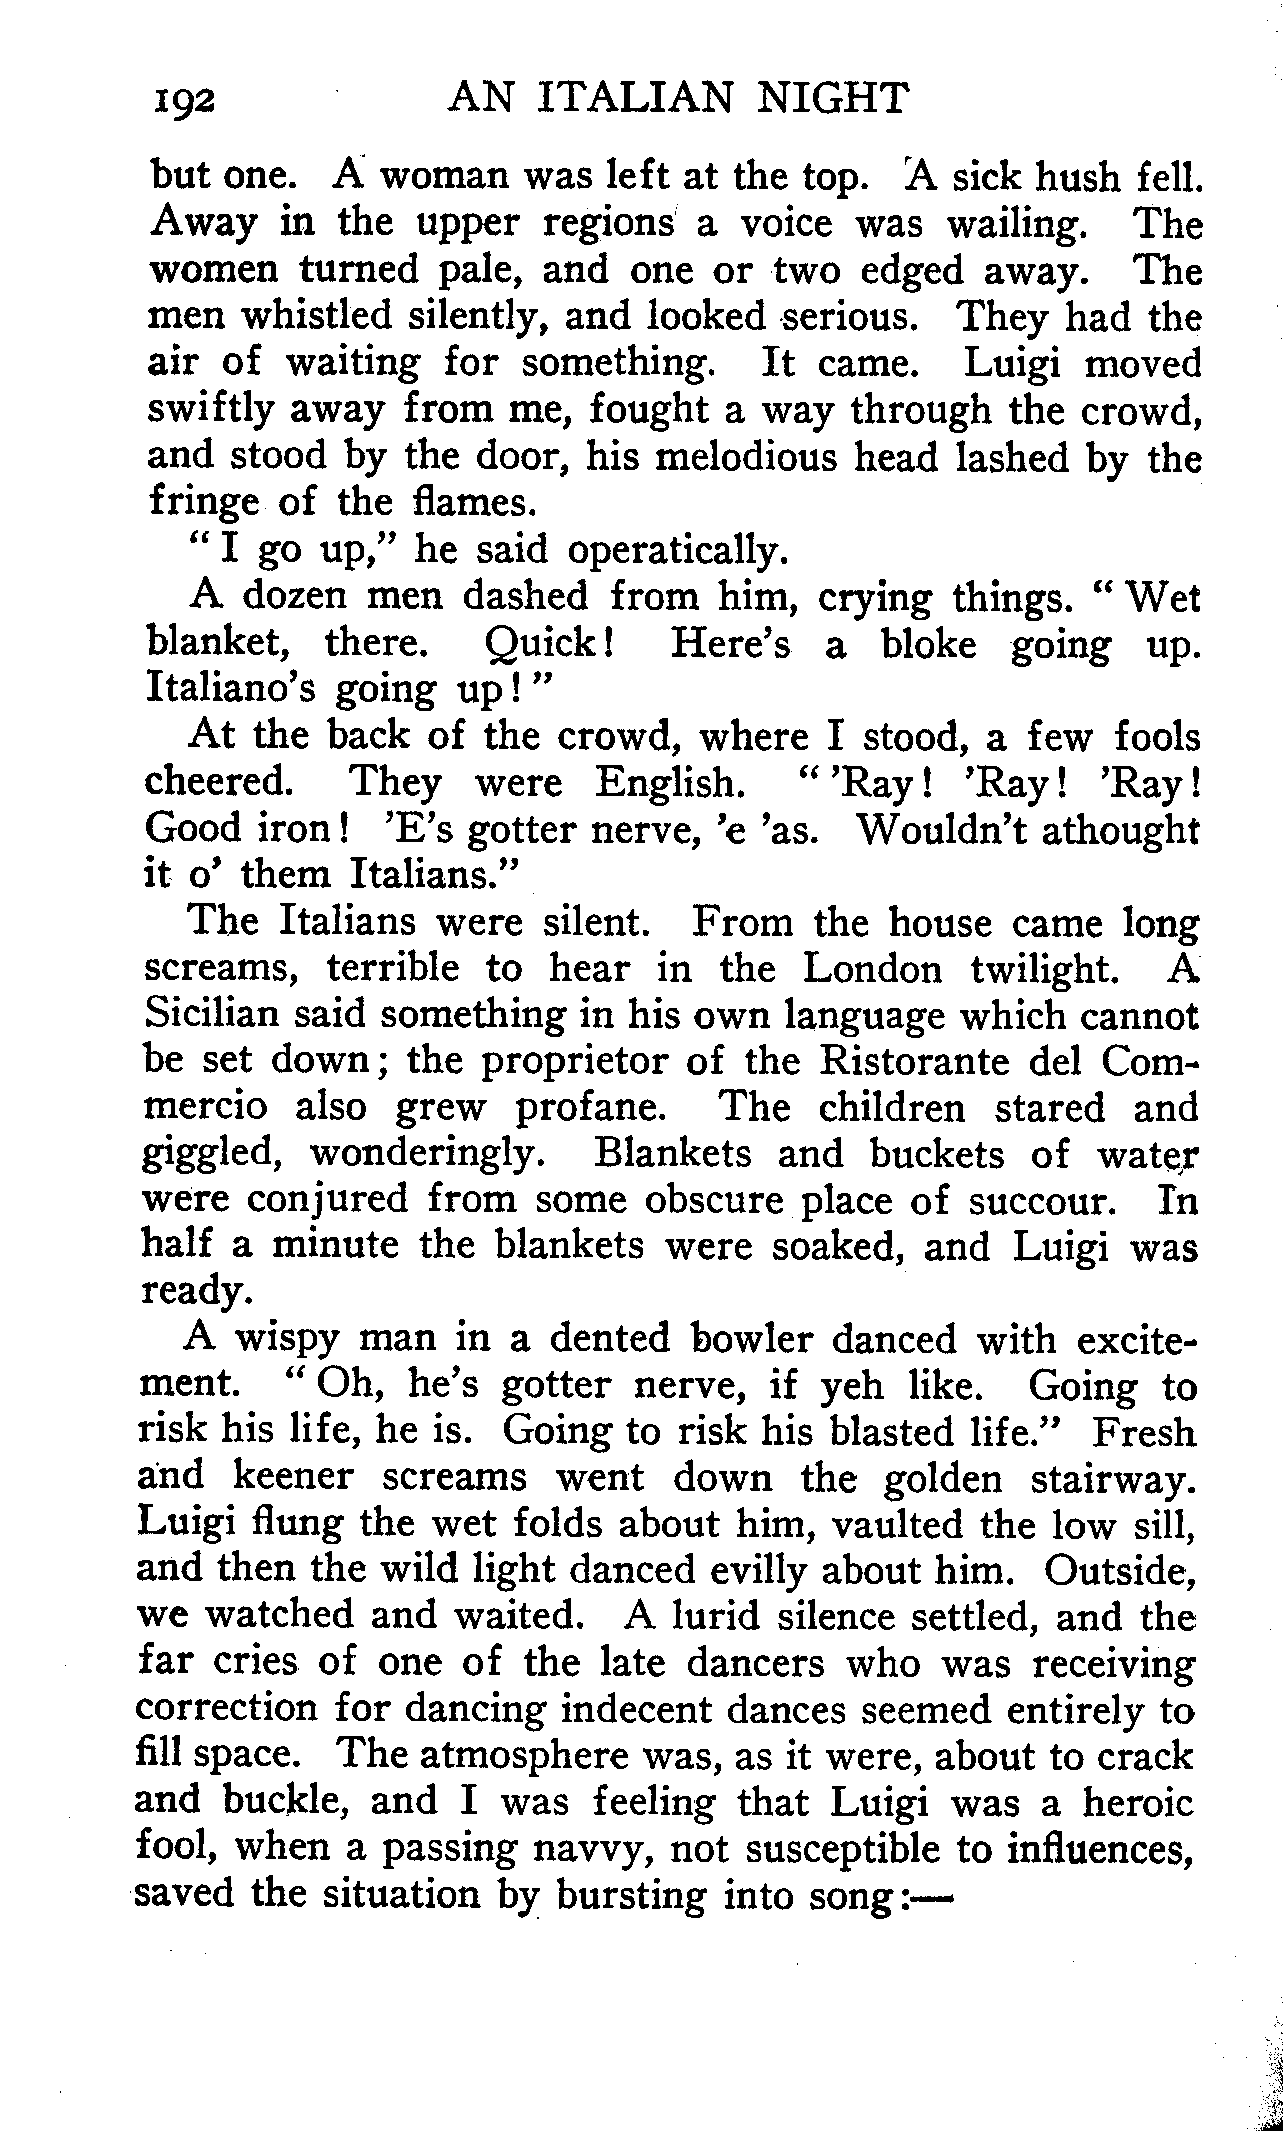 192 AN ITALIAN NIGHT
but one. A woman was left at the top. A sick hush fell.
Away in the upper regions a voice was wailing. The
women turned pale, and one or two edged away. The
men whistled silently, and looked serious. They had the
air of waiting for something. It came. Luigi moved
swiftly away from me, fought a way through the crowd,
and stood by the door, his melodious head lashed by the
fringe of the flames.
“ I go up,” he said operatically.
A dozen men dashed from him, crying things. “ Wet
blanket, there. Quick! Here’s a bloke going up.
Italiano’s going up! ”
At the back of the crowd, where I stood, a few fools
cheered. They were English. “ ’Ray! ’Ray! ’Ray!
Good iron! ’E’s gotter nerve, ’e ’as. Wouldn’t athought
it o’ them Italians.”
The Italians were silent. From the house came long
screams, terrible to hear in the London twilight. A
Sicilian said something in his own language which cannot
be set down; the proprietor of the Ristorante del Com-
mercio also grew profane. The children stared and
giggled, wonderingly. Blankets and buckets of water
were conjured from some obscure place of succour. In
half a minute the blankets were soaked, and Luigi was
ready.
A wispy man in a dented bowler danced with excite-
ment. “ Oh, he’s gotter nerve, if yeh like. Going to
risk his life, he is. Going to risk his blasted life.” Fresh
and keener screams went down the golden stairway.
Luigi flung the wet folds about him, vaulted the low sill,
and then the wild light danced evilly about him. Outside,
we watched and waited. A lurid silence settled, and the
far cries of one of the late dancers who was receiving
correction for dancing indecent dances seemed entirely to
fill space. The atmosphere was, as it were, about to crack
and buckle, and I was feeling that Luigi was a heroic
fool, when a passing navvy, not susceptible to influences,
saved the situation by bursting into song:—